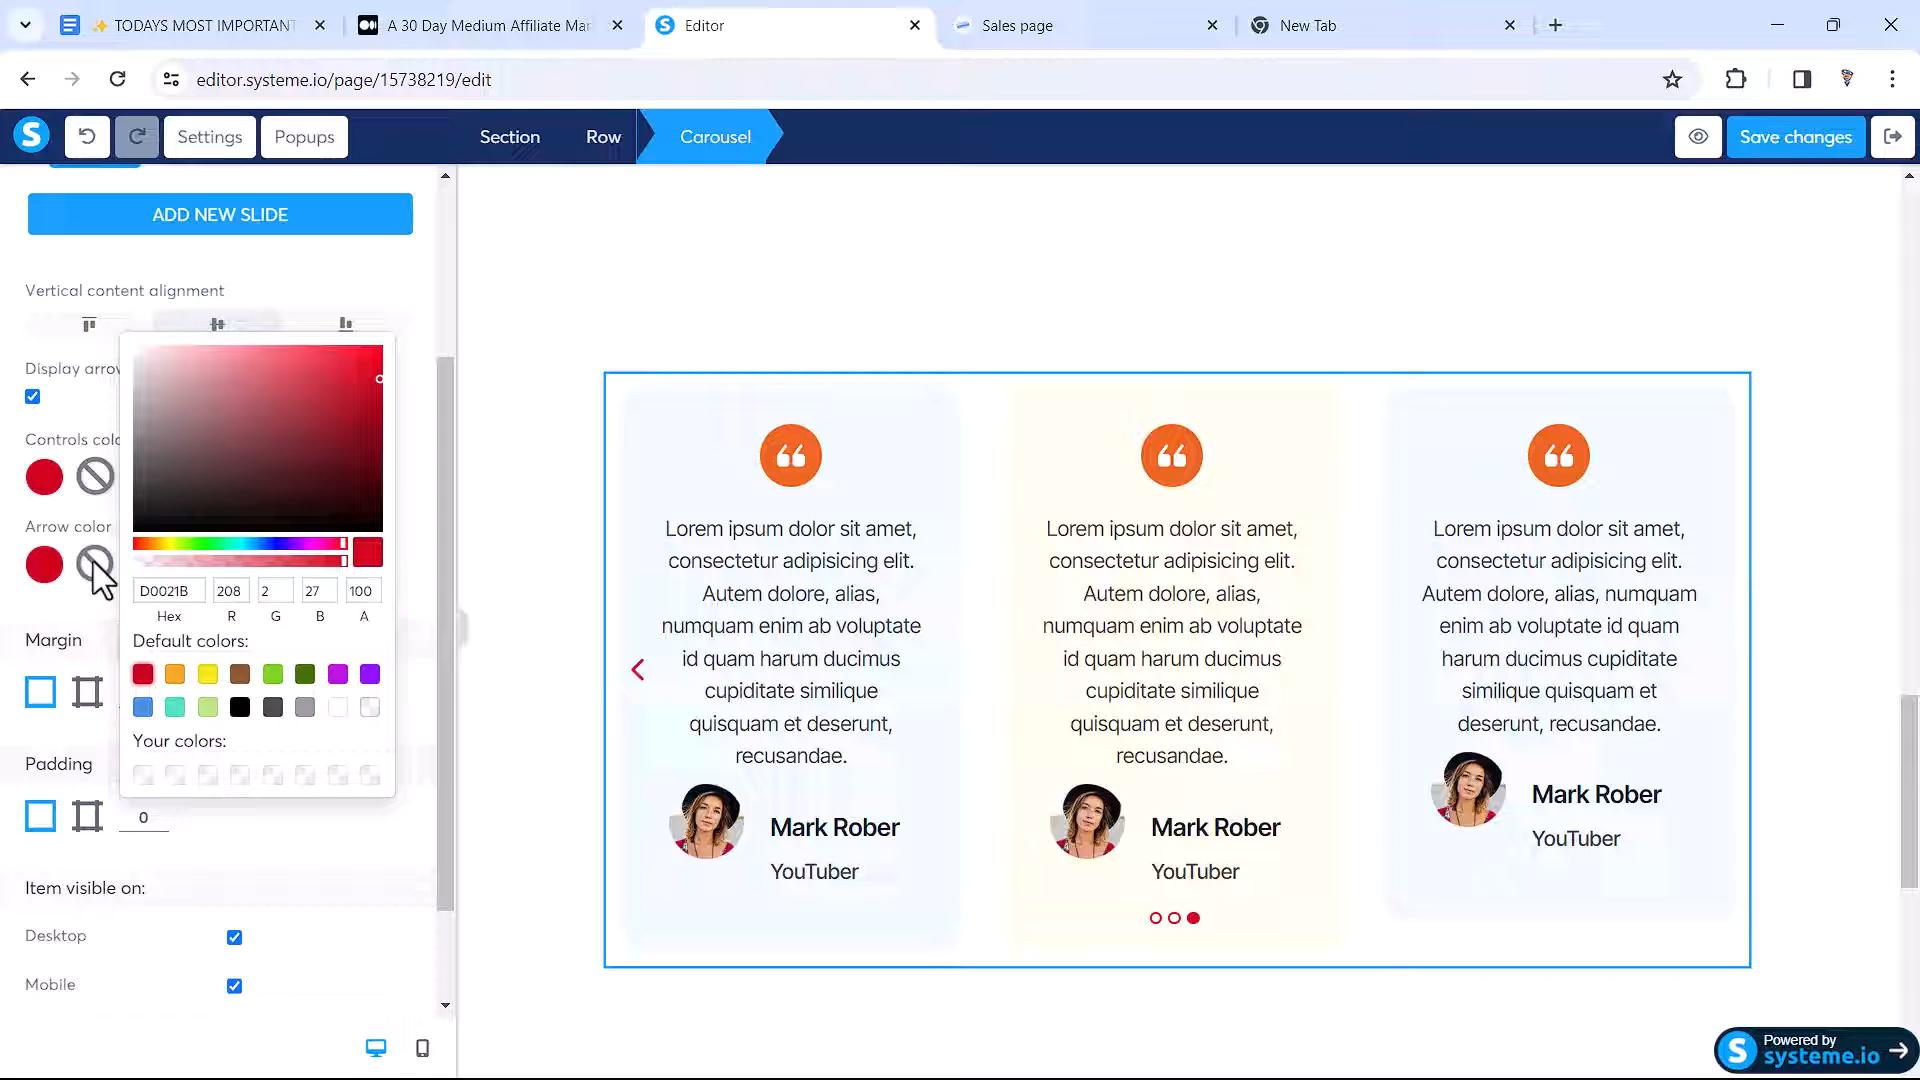 ✨ TODAYS MOST IMPORTANT
A 30 Day Medium Affiliate Mar
Editor
Sales page
New Tab
editor.systeme.io/page/15738219/edit
S
Settings
Popups
Section
Row
Carousel
Save changes
ADD NEW SLIDE
Vertical content alignment
Display arrow
Controls colo
Arrow color
D0021B
208
2
27
100
Hex
R
G
B
A
Default colors:
Your colors:
Margin
Padding
0
Item visible on:
Desktop
Mobile
Lorem ipsum dolor sit amet,
consectetur adipisicing elit.
Autem dolore, alias,
numquam enim ab voluptate
id quam harum ducimus
cupiditate similique
quisquam et deserunt,
recusandae.
Mark Rober
YouTuber
Lorem ipsum dolor sit amet,
consectetur adipisicing elit.
Autem dolore, alias,
numquam enim ab voluptate
id quam harum ducimus
cupiditate similique
quisquam et deserunt,
recusandae.
Mark Rober
YouTuber
Lorem ipsum dolor sit amet,
consectetur adipisicing elit.
Autem dolore, alias, numquam
enim ab voluptate id quam
harum ducimus cupiditate
similique quisquam et
deserunt, recusandae.
Mark Rober
YouTuber
S
Powered by
systeme.io